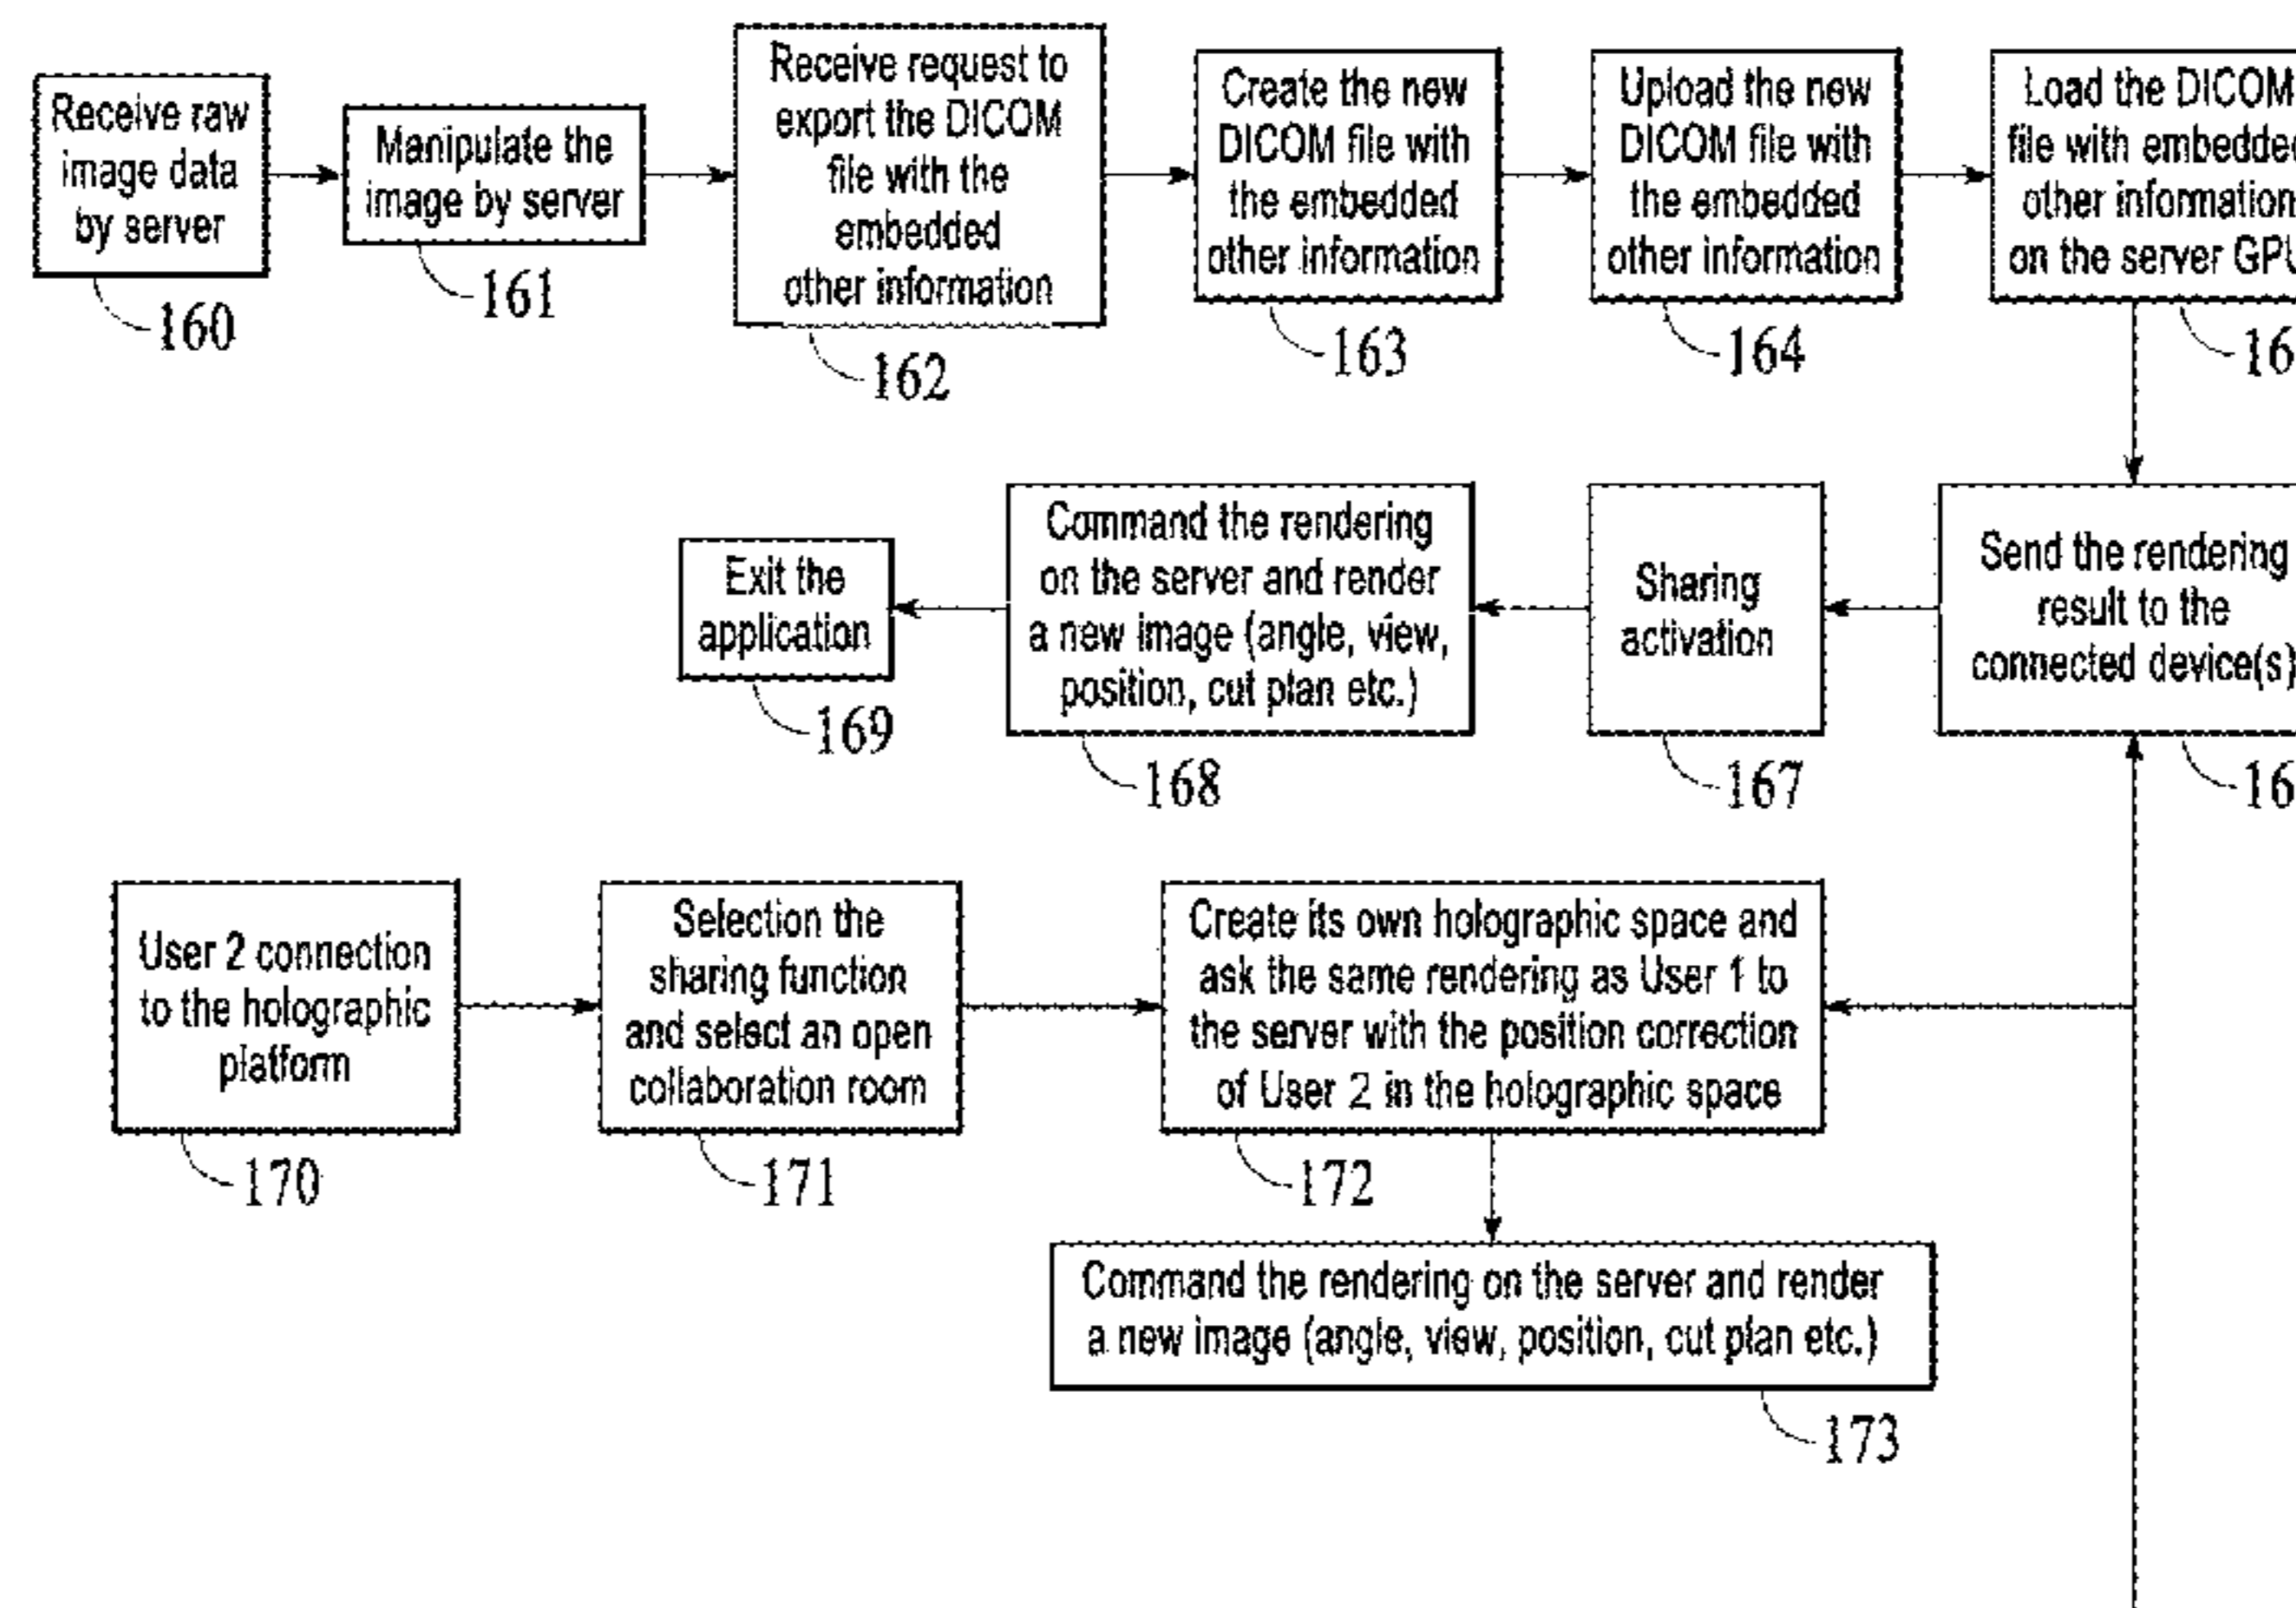 Receive raw
image data
by server
160
Manipulate the
image by server
161
Receive request to
export the DICOM
file with the
embedded
other information
162
Create the new
DICOM file with
the embedded
other information
163
Upload the new
DICOM file with
the embedded
other information
164
Load the DICOM
file with embedded
other information
on the server GPU
16
Send the rendering
result to the
connected device(s)
16
Sharing
activation
167
Command the rendering
on the server and render
a new image (angle, view,
position, cut plan etc.)
168
Exit the
application
169
User 2 connection
to the holographic
platform
170
Selection the
sharing function
and select an open
collaboration room
171
Create its own holographic space and
ask the same rendering as User 1 to
the server with the position correction
of User 2 in the holographic space
172
Command the rendering on the server and render
a new image (angle, view, position, cut plan etc.)
173